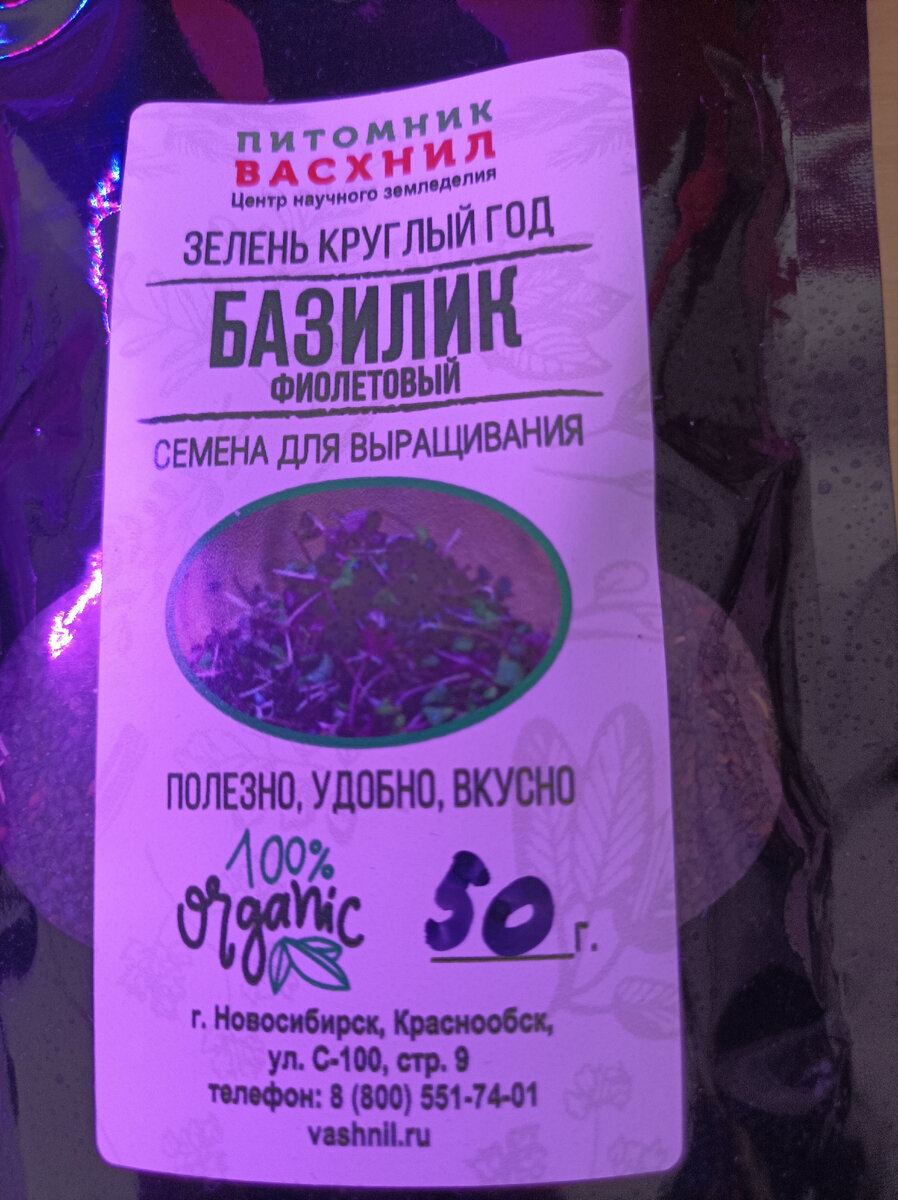 ПИТОМНИК
ВАСХНИЛ
Центр научного земледелия
ЗЕЛЕНЬ КРУГЛЫЙ ГОД
БАЗИЛИК
ФИОЛЕТОВЫЙ
СЕМЕНА ДЛЯ ВЫРАЩИВАНИЯ
ПОЛЕЗНО, УДОБНО, ВКУСНО
100%
organic
50 г.
г. Новосибирск, Краснообск,
ул. С-100, стр. 9
телефон: 8 (800) 551-74-01
vashnil.ru